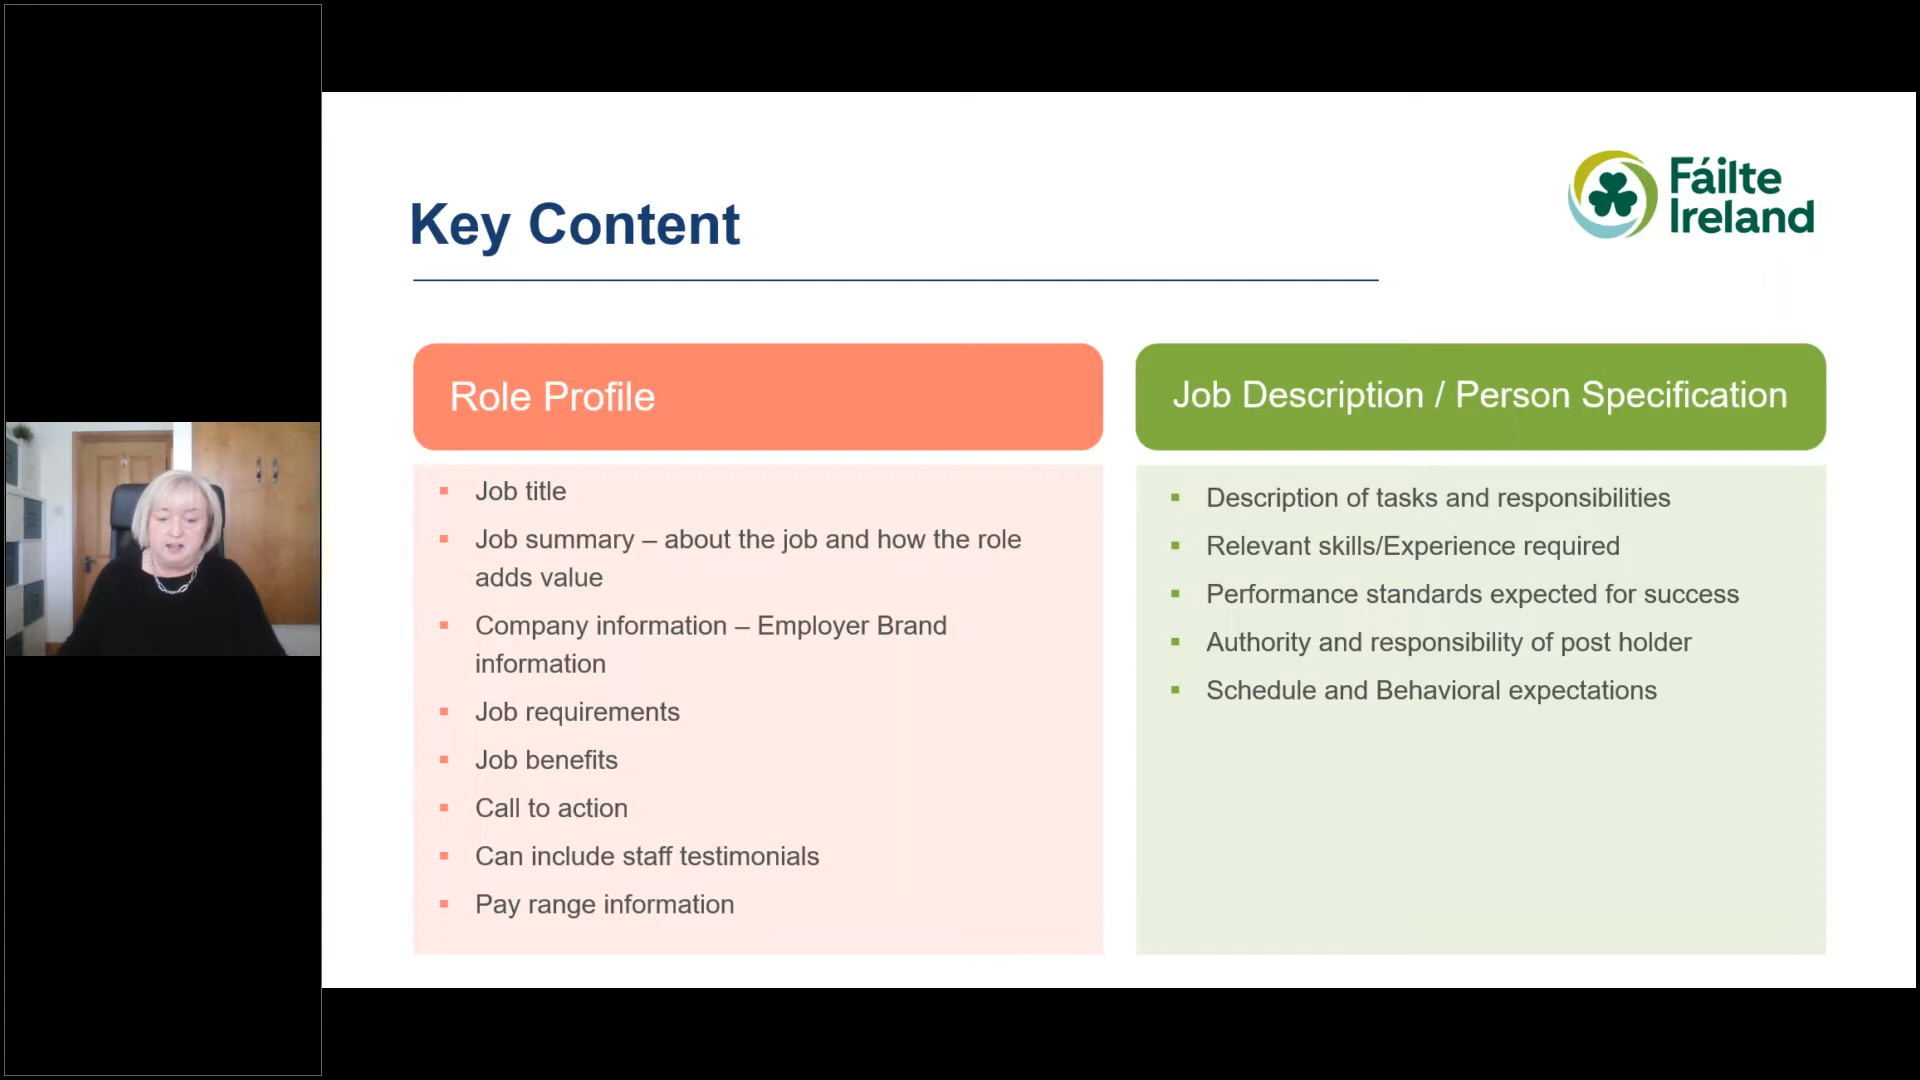 Fáilte
Ireland
Key Content
Role Profile
Job title
Job summary – about the job and how the role
adds value
Company information – Employer Brand
information
Job requirements
Job benefits
Call to action
Can include staff testimonials
Pay range information
Job Description / Person Specification
Description of tasks and responsibilities
Relevant skills/Experience required
Performance standards expected for success
Authority and responsibility of post holder
Schedule and Behavioral expectations